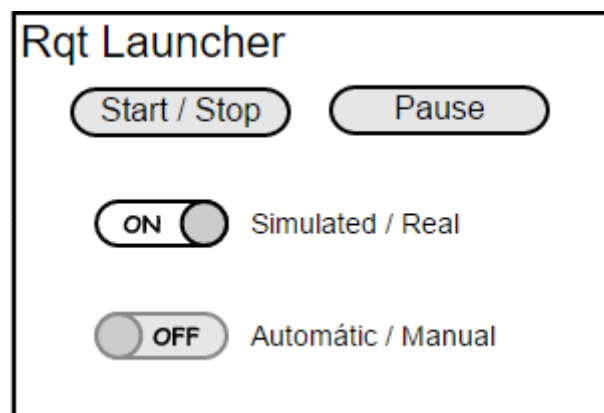 Rqt Launcher
Start / Stop
Pause
ON
Simulated / Real
OFF
Automátic / Manual